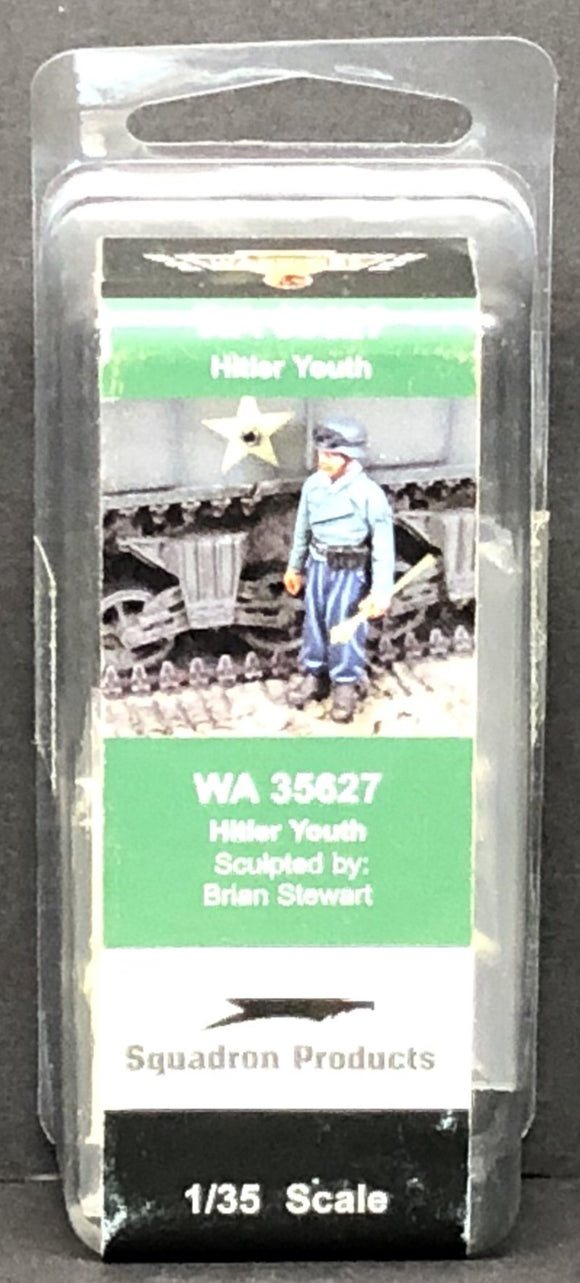 Hitler Youth
WA 35627
Hitler Youth
Sculpted by:
Brian Stewart
Squadron Products
1/35 Scale